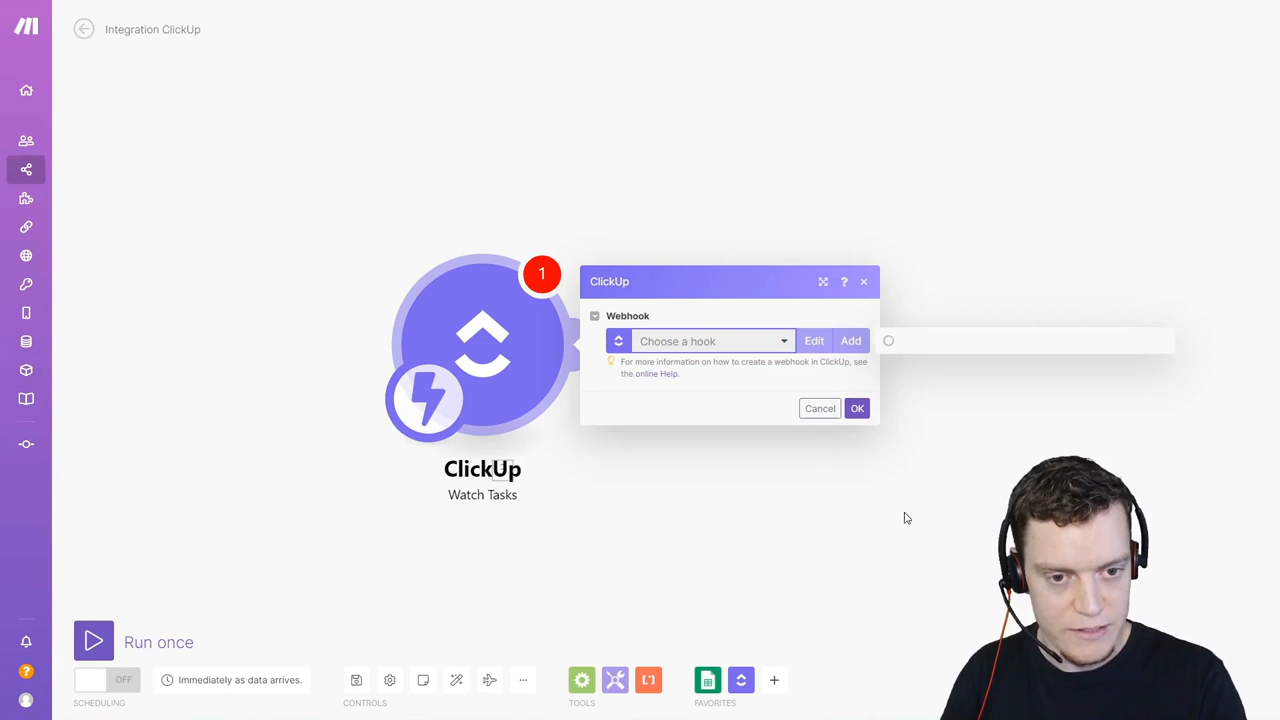 Integration ClickUp
1
ClickUp
?
Webhook
Choose a hook
Edit
Add
For more information on how to create a webhook in ClickUp, see
the online Help.
Cancel
OK
ClickUp
Watch Tasks
Run once
OFF
Immediately as data arrives.
SCHEDULING
CONTROLS
TOOLS
FAVORITES
?